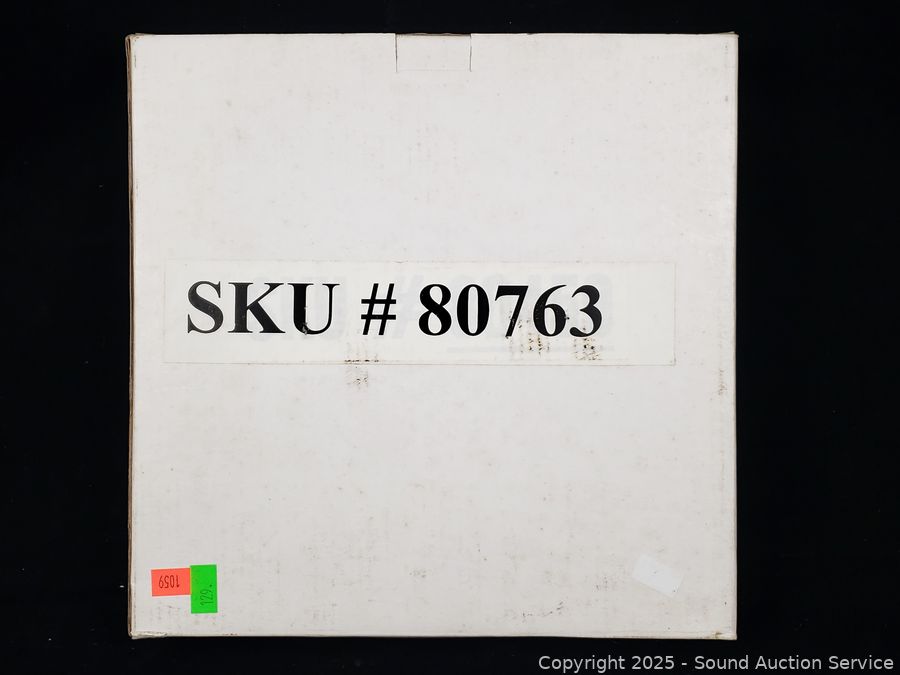 SKU # 80763
1059
129.
Copyright 2025 - Sound Auction Service